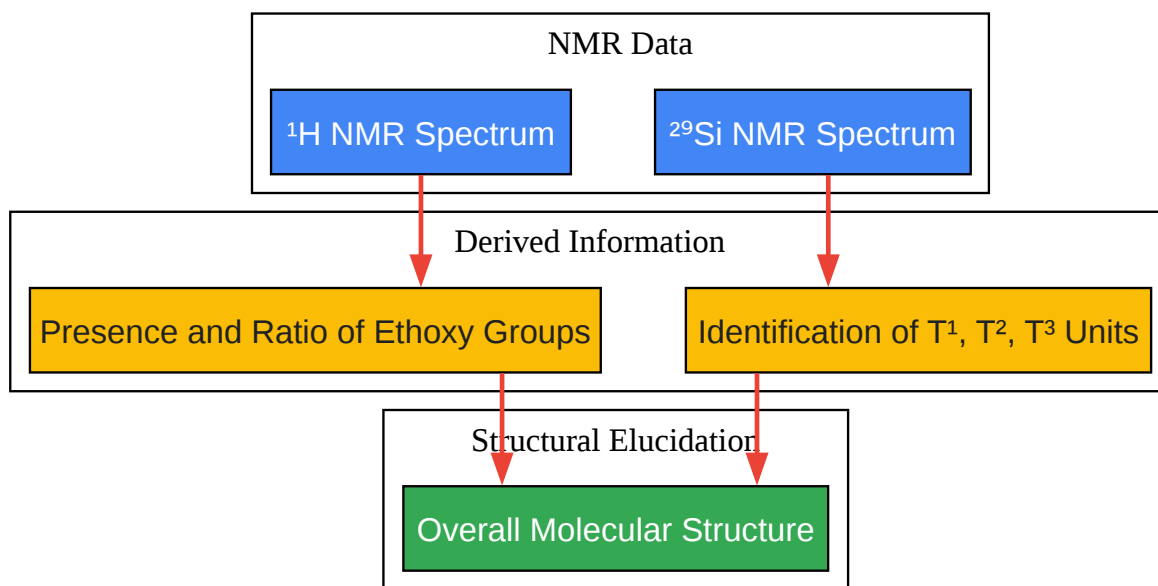 NMR Data
¹H NMR Spectrum
²⁹Si NMR Spectrum
Derived Information
Presence and Ratio of Ethoxy Groups
Identification of T¹, T², T³ Units
Structural Elucidation
Overall Molecular Structure